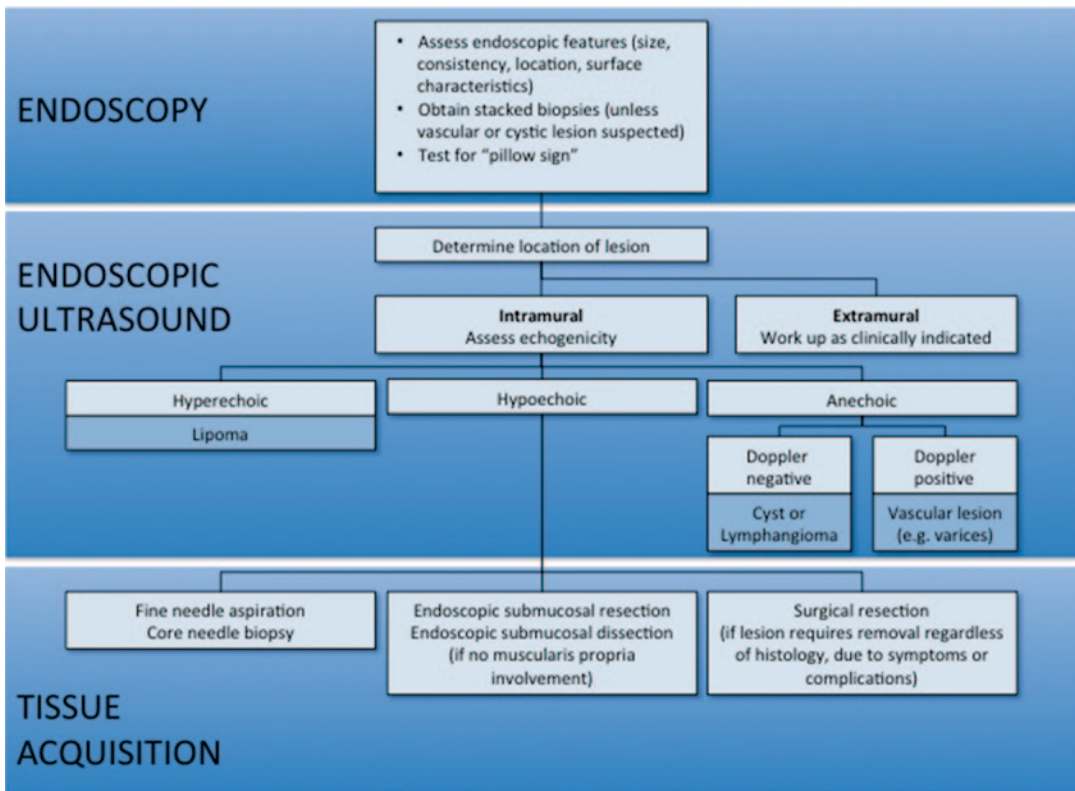 ENDOSCOPY
• Assess endoscopic features (size,
consistency, location, surface
characteristics)
• Obtain stacked biopsies (unless
vascular or cystic lesion suspected)
• Test for “pillow sign”
ENDOSCOPIC
ULTRASOUND
Determine location of lesion
Intramural
Assess echogenicity
Extramural
Work up as clinically indicated
Hyperechoic
Lipoma
Hypoechoic
Anechoic
Doppler
negative
Cyst or
Lymphangioma
Doppler
positive
Vascular lesion
(e.g. varices)
TISSUE
ACQUISITION
Fine needle aspiration
Core needle biopsy
Endoscopic submucosal resection
Endoscopic submucosal dissection
(if no muscularis propria
involvement)
Surgical resection
(if lesion requires removal regardless
of histology, due to symptoms or
complications)